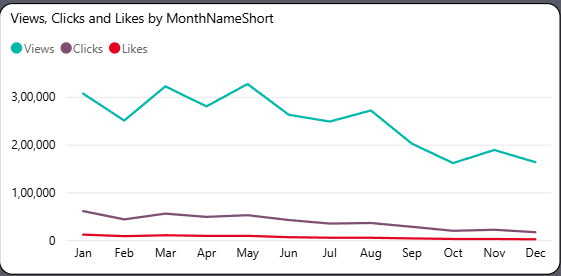 Views, Clicks and Likes by MonthNameShort
Views Clicks Likes
3,00,000
2,00,000
1,00,000
0
Jan Feb Mar Apr May Jun Jul Aug Sep Oct Nov Dec